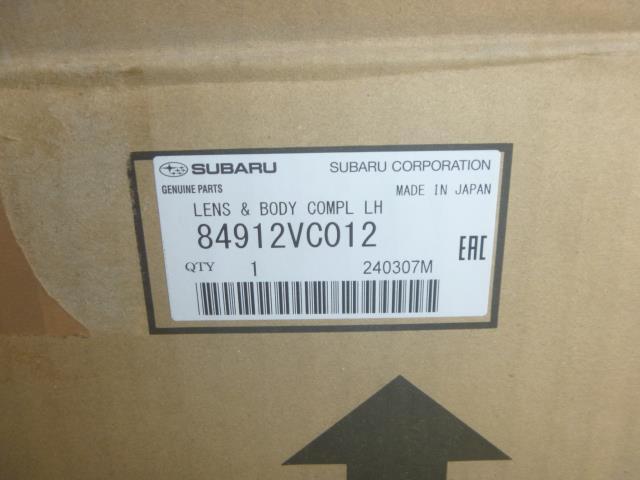 SUBARU SUBARU CORPORATION
GENUINE PARTS MADE IN JAPAN
LENS & BODY COMPL LH
84912VC012
EAC
QTY 1 240307M